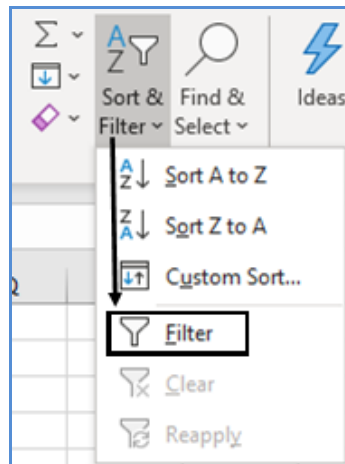 Sort & Find & Ideas
Filter Select
Sort A to Z
Sort Z to A
Custom Sort...
Filter
Clear
Reapply